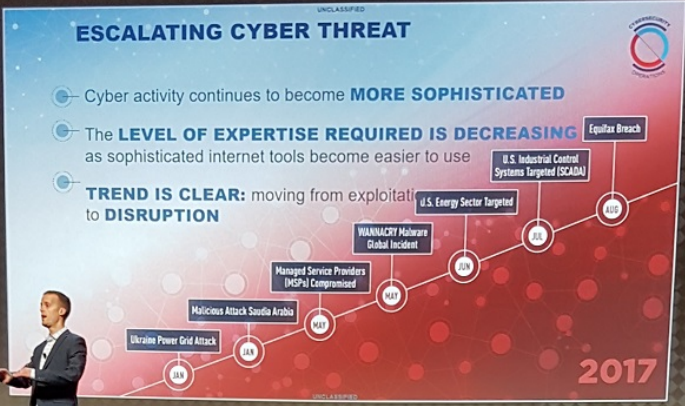 UNCLASSIFIED
ESCALATING CYBER THREAT
CYBERSECURITY
OPERATIONS
Cyber activity continues to become MORE SOPHISTICATED
The LEVEL OF EXPERTISE REQUIRED IS DECREASING
as sophisticated internet tools become easier to use
TREND IS CLEAR: moving from exploitati
to DISRUPTION
Equifax Breach
AUG
U.S. Industrial Control
Systems Targeted (SCADA)
JUL
U.S. Energy Sector Targeted
JUN
WANNACRY Malware
Global Incident
MAY
Managed Service Providers
(MSPs) Compromised
MAY
Malicious Attack Saudia Arabia
JAN
Ukraine Power Grid Attack
JAN
2017
UNCLASSIFIED